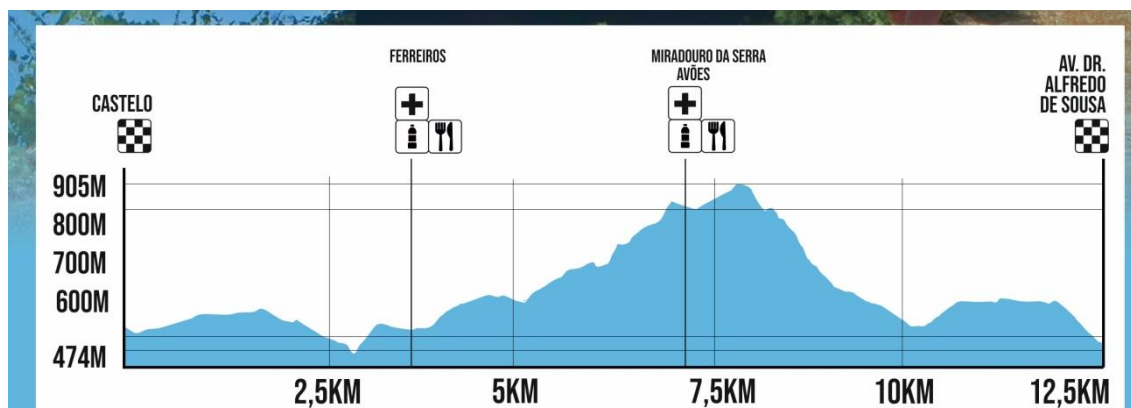 FERREIROS
MIRADOURO DA SERRA
AVÕES
AV. DR.
ALFREDO
DE SOUSA
CASTELO
905M
800M
700M
600M
474M
2,5KM
5KM
7,5KM
10KM
12,5KM